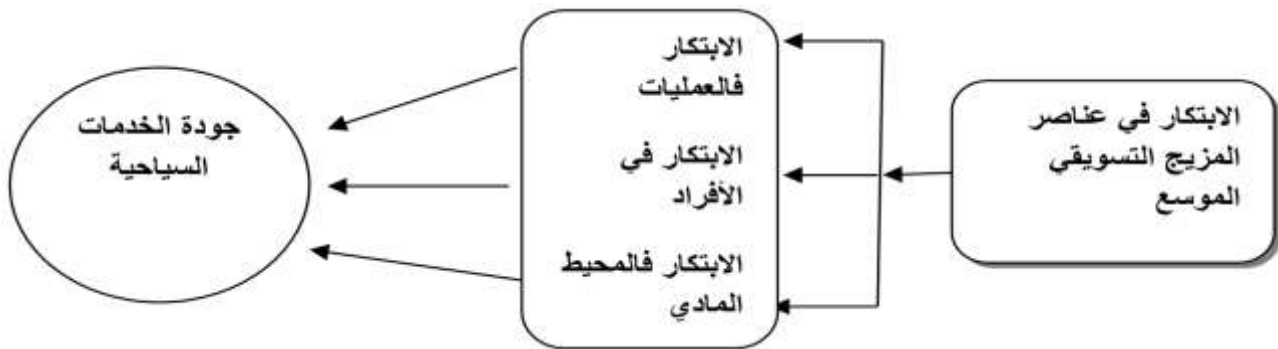 الابتكار في عناصر
المزيج التسويقي
الموسع
الابتكار
فالعمليات
الابتكار في
الأفراد
الابتكار فالمحيط
المادي
جودة الخدمات
السياحية